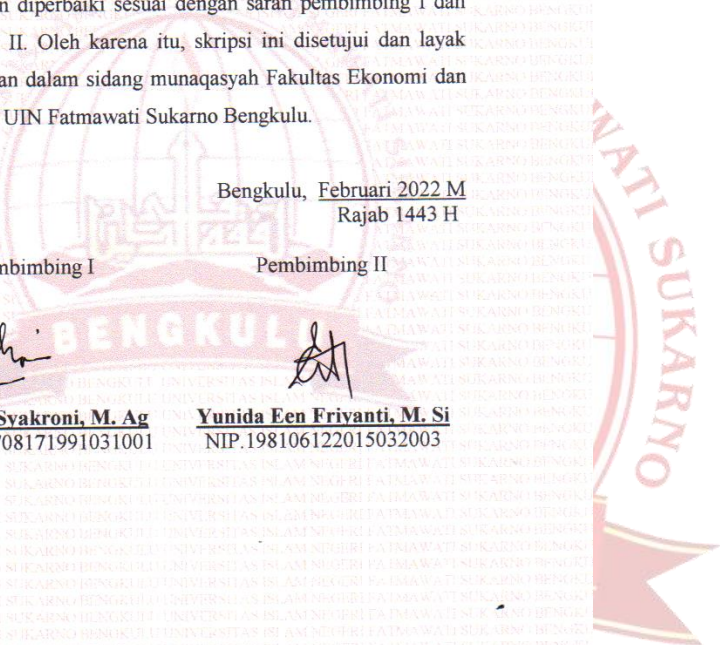 diperbaiki sesuai dengan saran pembimbing I dan
II. Oleh karena itu, skripsi ini disetujui dan layak
dalam sidang munaqasyah Fakultas Ekonomi dan
UIN Fatmawati Sukarno Bengkulu.
Bengkulu, Februari 2022 M
Rajab 1443 H
Pembimbing II
BENGKULU
Syakroni, M. Ag
Yunida Een Friyanti, M. Si
708171991031001
NIP.198106122015032003
SUKARNO